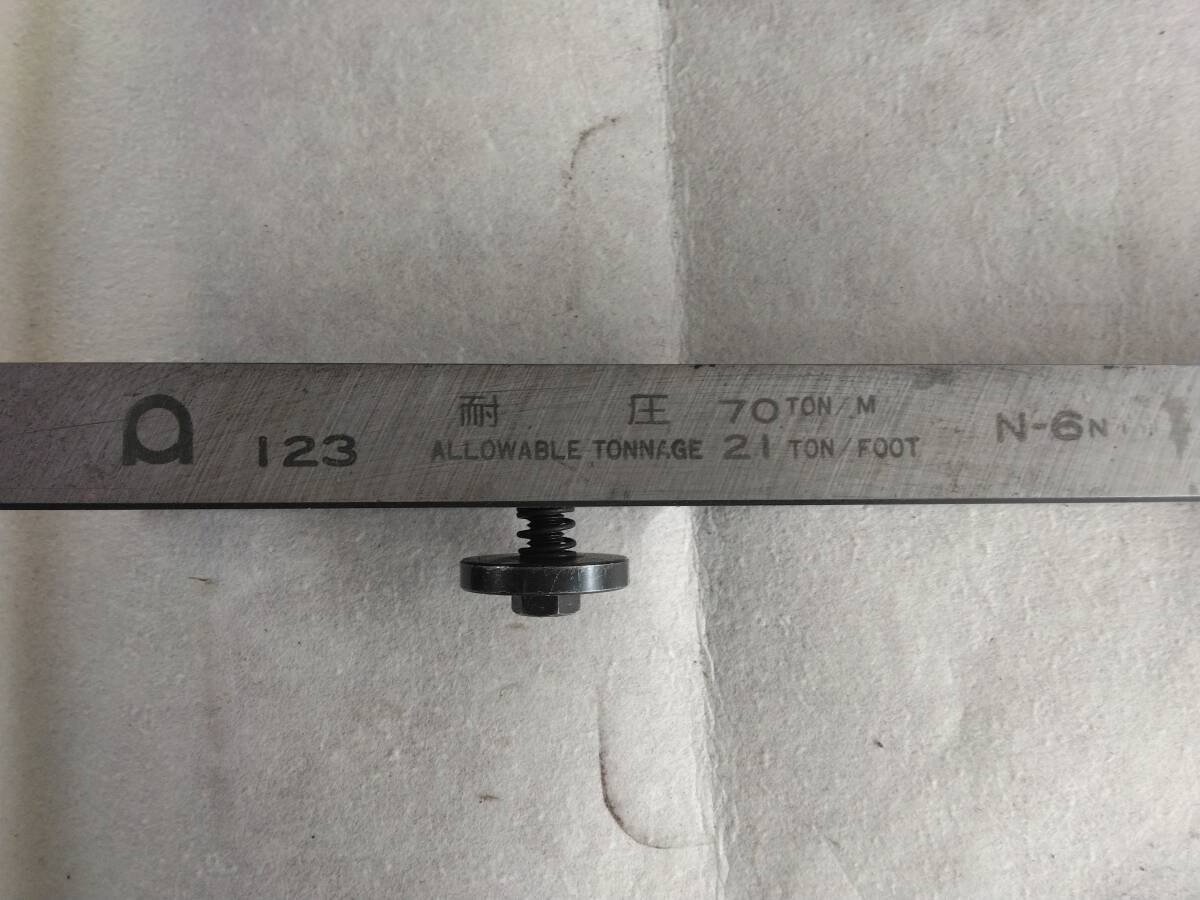 123
耐 圧 70 TON/M
ALLOWABLE TONNAGE 21 TON/FOOT
N-6N